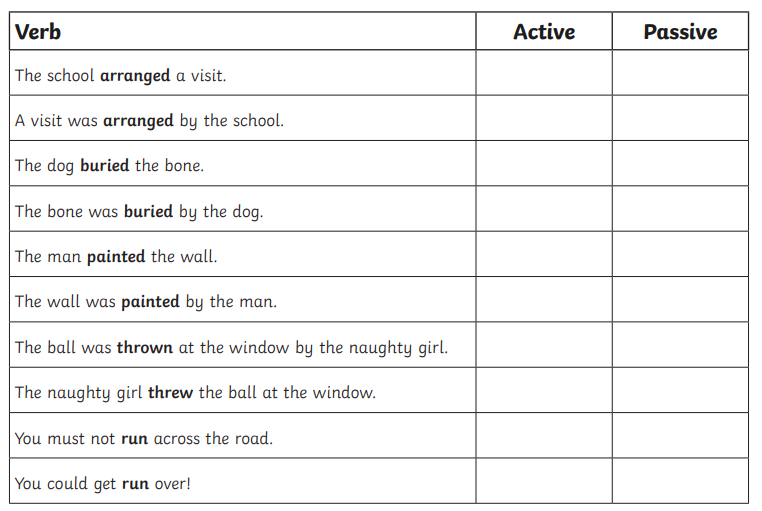 Verb Active Passive
The school arranged a visit.
A visit was arranged by the school.
The dog buried the bone.
The bone was buried by the dog.
The man painted the wall.
The wall was painted by the man.
The ball was thrown at the window by the naughty girl.
The naughty girl threw the ball at the window.
You must not run across the road.
You could get run over!